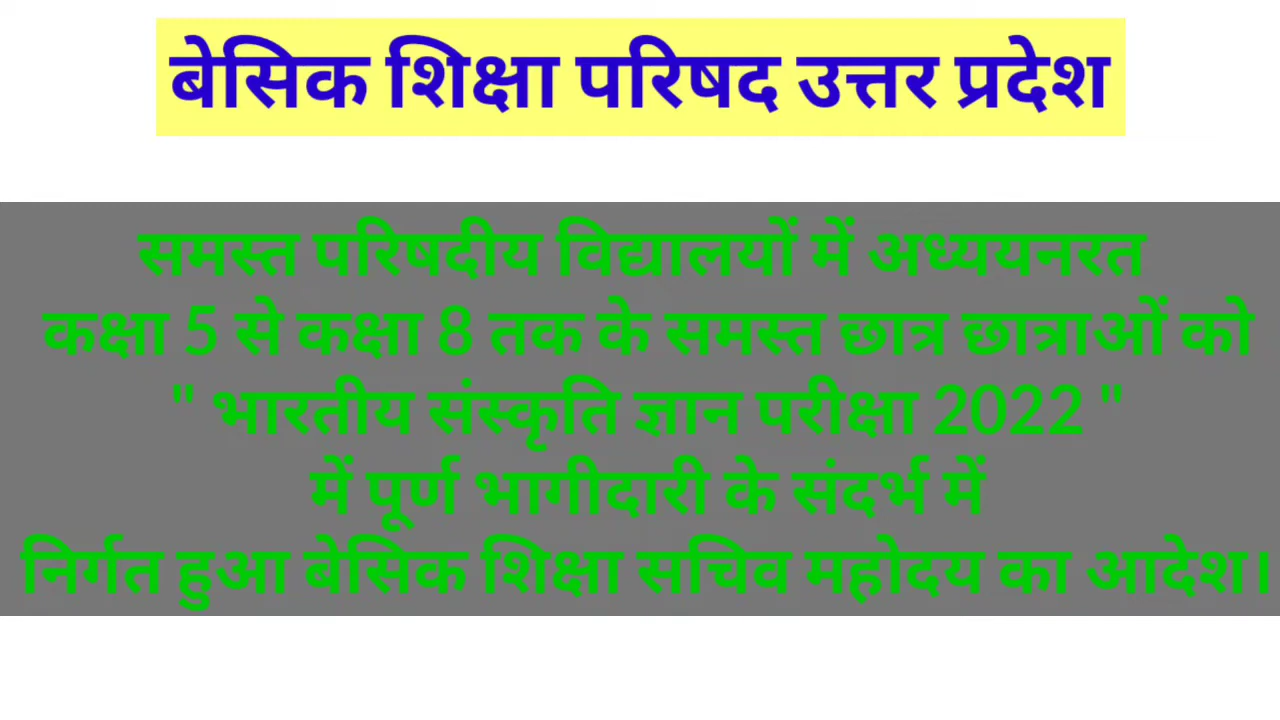 बेसिक शिक्षा परिषद उत्तर प्रदेश
समस्त परिषदीय विद्यालयों में अध्ययनरत
कक्षा 5 से कक्षा 8 तक के समस्त छात्र छात्राओं को
" भारतीय संस्कृति ज्ञान परीक्षा 2022 "
में पूर्ण भागीदारी के संदर्भ में
निर्गत हुआ बेसिक शिक्षा सचिव महोदय का आदेश।